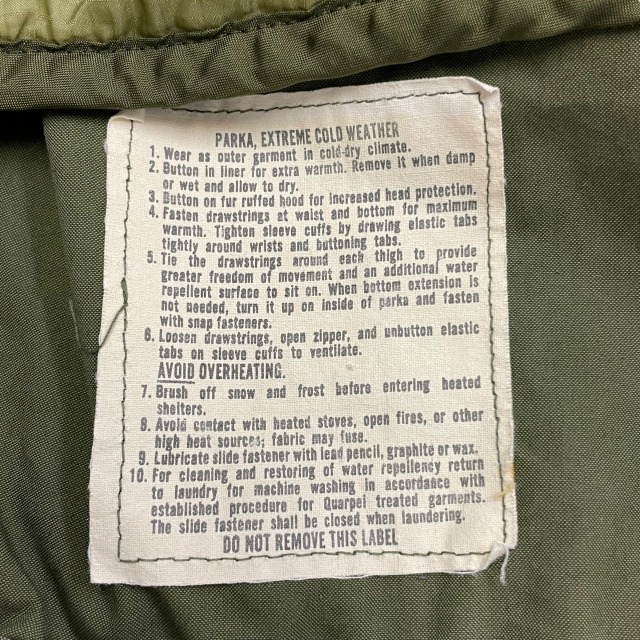 PARKA, EXTREME COLD WEATHER
1. Wear as outer garment in cold-dry climate.
2. Button in liner for extra warmth. Remove it when damp
or wet and allow to dry.
3. Button on fur ruffed hood for increased head protection.
4. Fasten drawstrings at waist and bottom for maximum
warmth. Tighten sleeve cuffs by drawing elastic tabs
tightly around wrists and buttoning tabs.
5. Tie the drawstrings around each thigh to provide
greater freedom of movement and an additional water
repellent surface to sit on. When bottom extension is
not needed, turn it up on inside of parka and fasten
with snap fasteners.
6. Loosen drawstrings, open zipper, and unbutton elastic
tabs on sleeve cuffs to ventilate.
AVOID OVERHEATING.
7. Brush off snow and frost before entering heated
shelters.
8. Avoid contact with heated stoves, open fires, or other
high heat sources; fabric may fuse.
9. Lubricate slide fastener with lead pencil, graphite or wax.
10. For cleaning and restoring of water repellency return
to laundry for machine washing in accordance with
established procedure for Quarpel treated garments.
The slide fastener shall be closed when laundering.
DO NOT REMOVE THIS LABEL